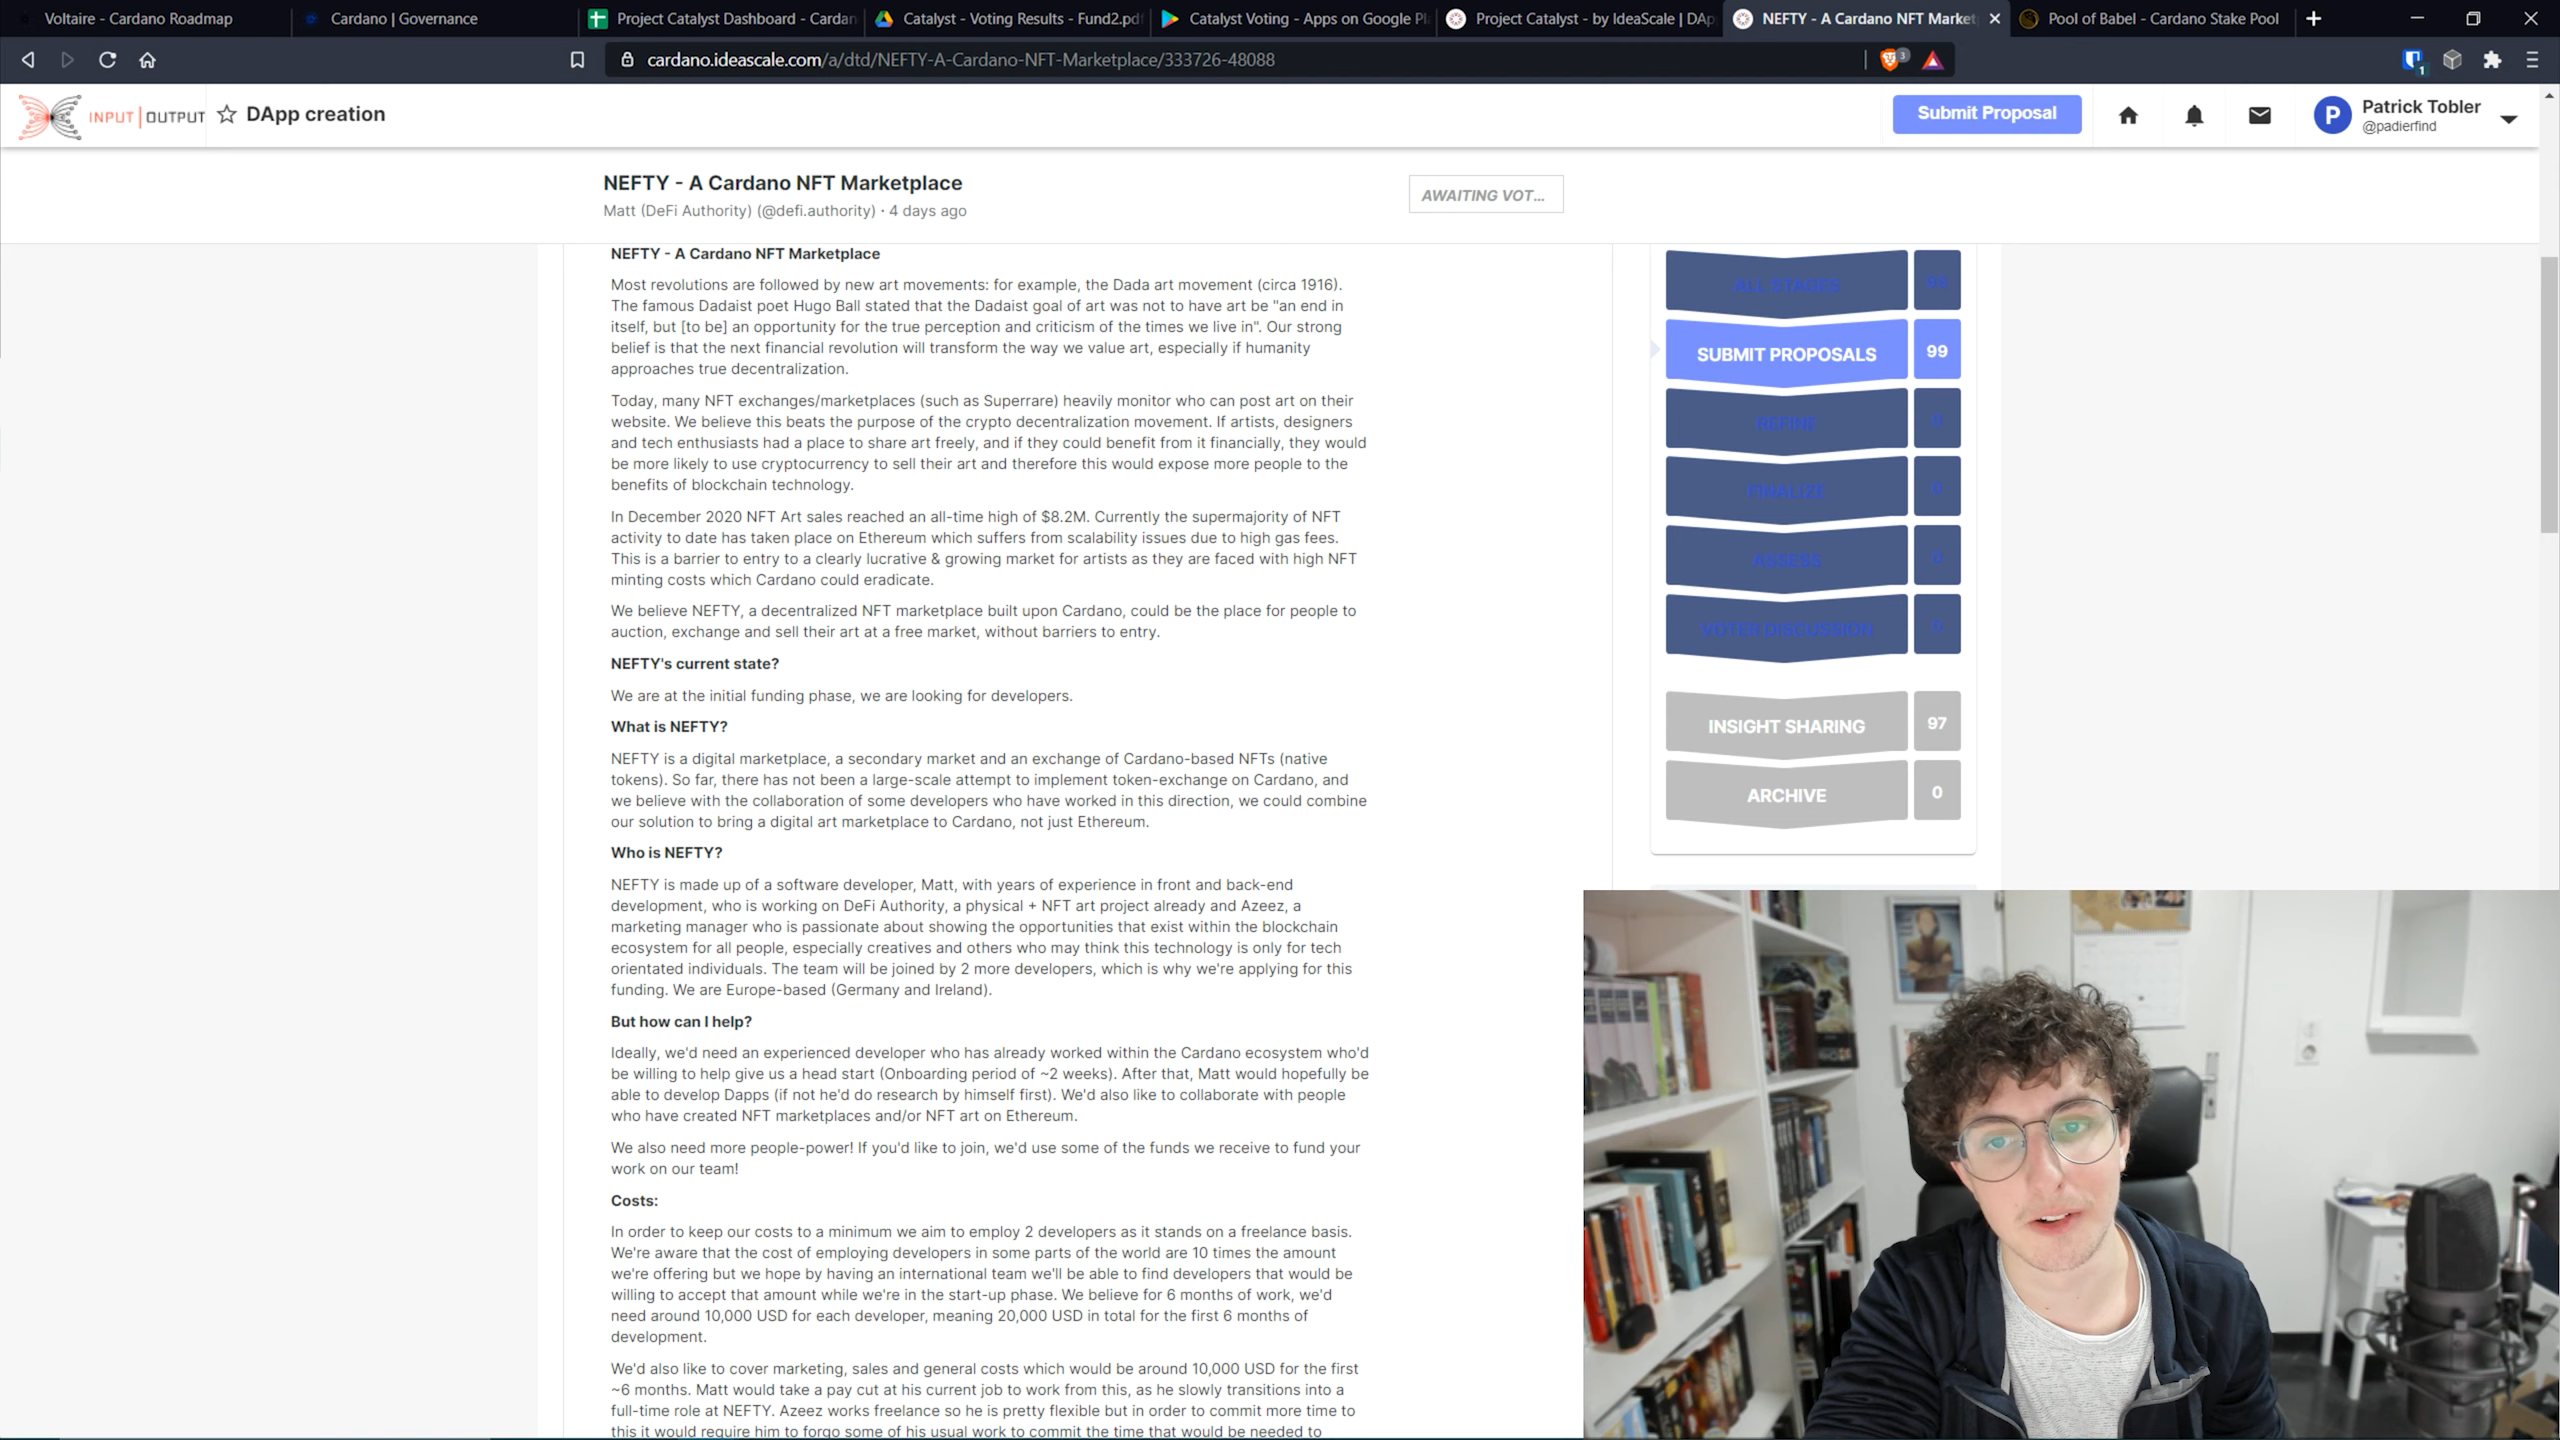 Voltaire - Cardano Roadmap
Cardano | Governance
Project Catalyst Dashboard - Cardan
Catalyst - Voting Results - Fund2.pdf
Catalyst Voting - Apps on Google Pl
Project Catalyst - by IdeaScale | DAp
NEFTY - A Cardano NFT Market
Pool of Babel - Cardano Stake Pool
cardano.ideascale.com/a/dtd/NEFTY-A-Cardano-NFT-Marketplace/333726-48088
3
1
INPUT | OUTPUT
DApp creation
Submit Proposal
P
Patrick Tobler
@padierfind
NEFTY - A Cardano NFT Marketplace
Matt (DeFi Authority) (@defi.authority) • 4 days ago
AWAITING VOT...
NEFTY - A Cardano NFT Marketplace
Most revolutions are followed by new art movements: for example, the Dada art movement (circa 1916).
The famous Dadaist poet Hugo Ball stated that the Dadaist goal of art was not to have art be "an end in
itself, but [to be] an opportunity for the true perception and criticism of the times we live in". Our strong
belief is that the next financial revolution will transform the way we value art, especially if humanity
approaches true decentralization.
Today, many NFT exchanges/marketplaces (such as Superrare) heavily monitor who can post art on their
website. We believe this beats the purpose of the crypto decentralization movement. If artists, designers
and tech enthusiasts had a place to share art freely, and if they could benefit from it financially, they would
be more likely to use cryptocurrency to sell their art and therefore this would expose more people to the
benefits of blockchain technology.
In December 2020 NFT Art sales reached an all-time high of $8.2M. Currently the supermajority of NFT
activity to date has taken place on Ethereum which suffers from scalability issues due to high gas fees.
This is a barrier to entry to a clearly lucrative & growing market for artists as they are faced with high NFT
minting costs which Cardano could eradicate.
We believe NEFTY, a decentralized NFT marketplace built upon Cardano, could be the place for people to
auction, exchange and sell their art at a free market, without barriers to entry.
NEFTY's current state?
We are at the initial funding phase, we are looking for developers.
What is NEFTY?
NEFTY is a digital marketplace, a secondary market and an exchange of Cardano-based NFTs (native
tokens). So far, there has not been a large-scale attempt to implement token-exchange on Cardano, and
we believe with the collaboration of some developers who have worked in this direction, we could combine
our solution to bring a digital art marketplace to Cardano, not just Ethereum.
Who is NEFTY?
NEFTY is made up of a software developer, Matt, with years of experience in front and back-end
development, who is working on DeFi Authority, a physical + NFT art project already and Azeez, a
marketing manager who is passionate about showing the opportunities that exist within the blockchain
ecosystem for all people, especially creatives and others who may think this technology is only for tech
orientated individuals. The team will be joined by 2 more developers, which is why we're applying for this
funding. We are Europe-based (Germany and Ireland).
But how can I help?
Ideally, we'd need an experienced developer who has already worked within the Cardano ecosystem who'd
be willing to help give us a head start (Onboarding period of ~2 weeks). After that, Matt would hopefully be
able to develop Dapps (if not he'd do research by himself first). We'd also like to collaborate with people
who have created NFT marketplaces and/or NFT art on Ethereum.
We also need more people-power! If you'd like to join, we'd use some of the funds we receive to fund your
work on our team!
Costs:
In order to keep our costs to a minimum we aim to employ 2 developers as it stands on a freelance basis.
We're aware that the cost of employing developers in some parts of the world are 10 times the amount
we're offering but we hope by having an international team we'll be able to find developers that would be
willing to accept that amount while we're in the start-up phase. We believe for 6 months of work, we'd
need around 10,000 USD for each developer, meaning 20,000 USD in total for the first 6 months of
development.
We'd also like to cover marketing, sales and general costs which would be around 10,000 USD for the first
~6 months. Matt would take a pay cut at his current job to work from this, as he slowly transitions into a
full-time role at NEFTY. Azeez works freelance so he is pretty flexible but in order to commit more time to
this it would require him to forgo some of his usual work to commit the time that would be needed to
ALL STAGES
SUBMIT PROPOSALS 99
REFINE 0
FINALIZE 0
ASSESS 0
VOTER DISCUSSION 0
INSIGHT SHARING 97
ARCHIVE 0